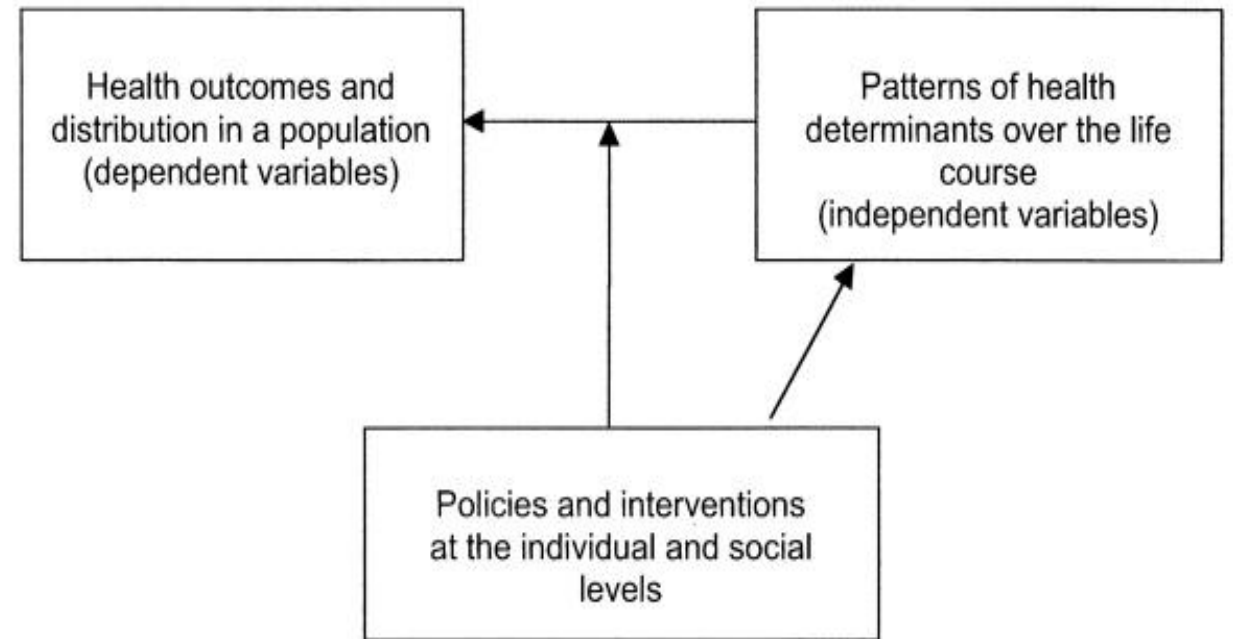 Health outcomes and
distribution in a population
(dependent variables)
Patterns of health
determinants over the life
course
(independent variables)
Policies and interventions
at the individual and social
levels